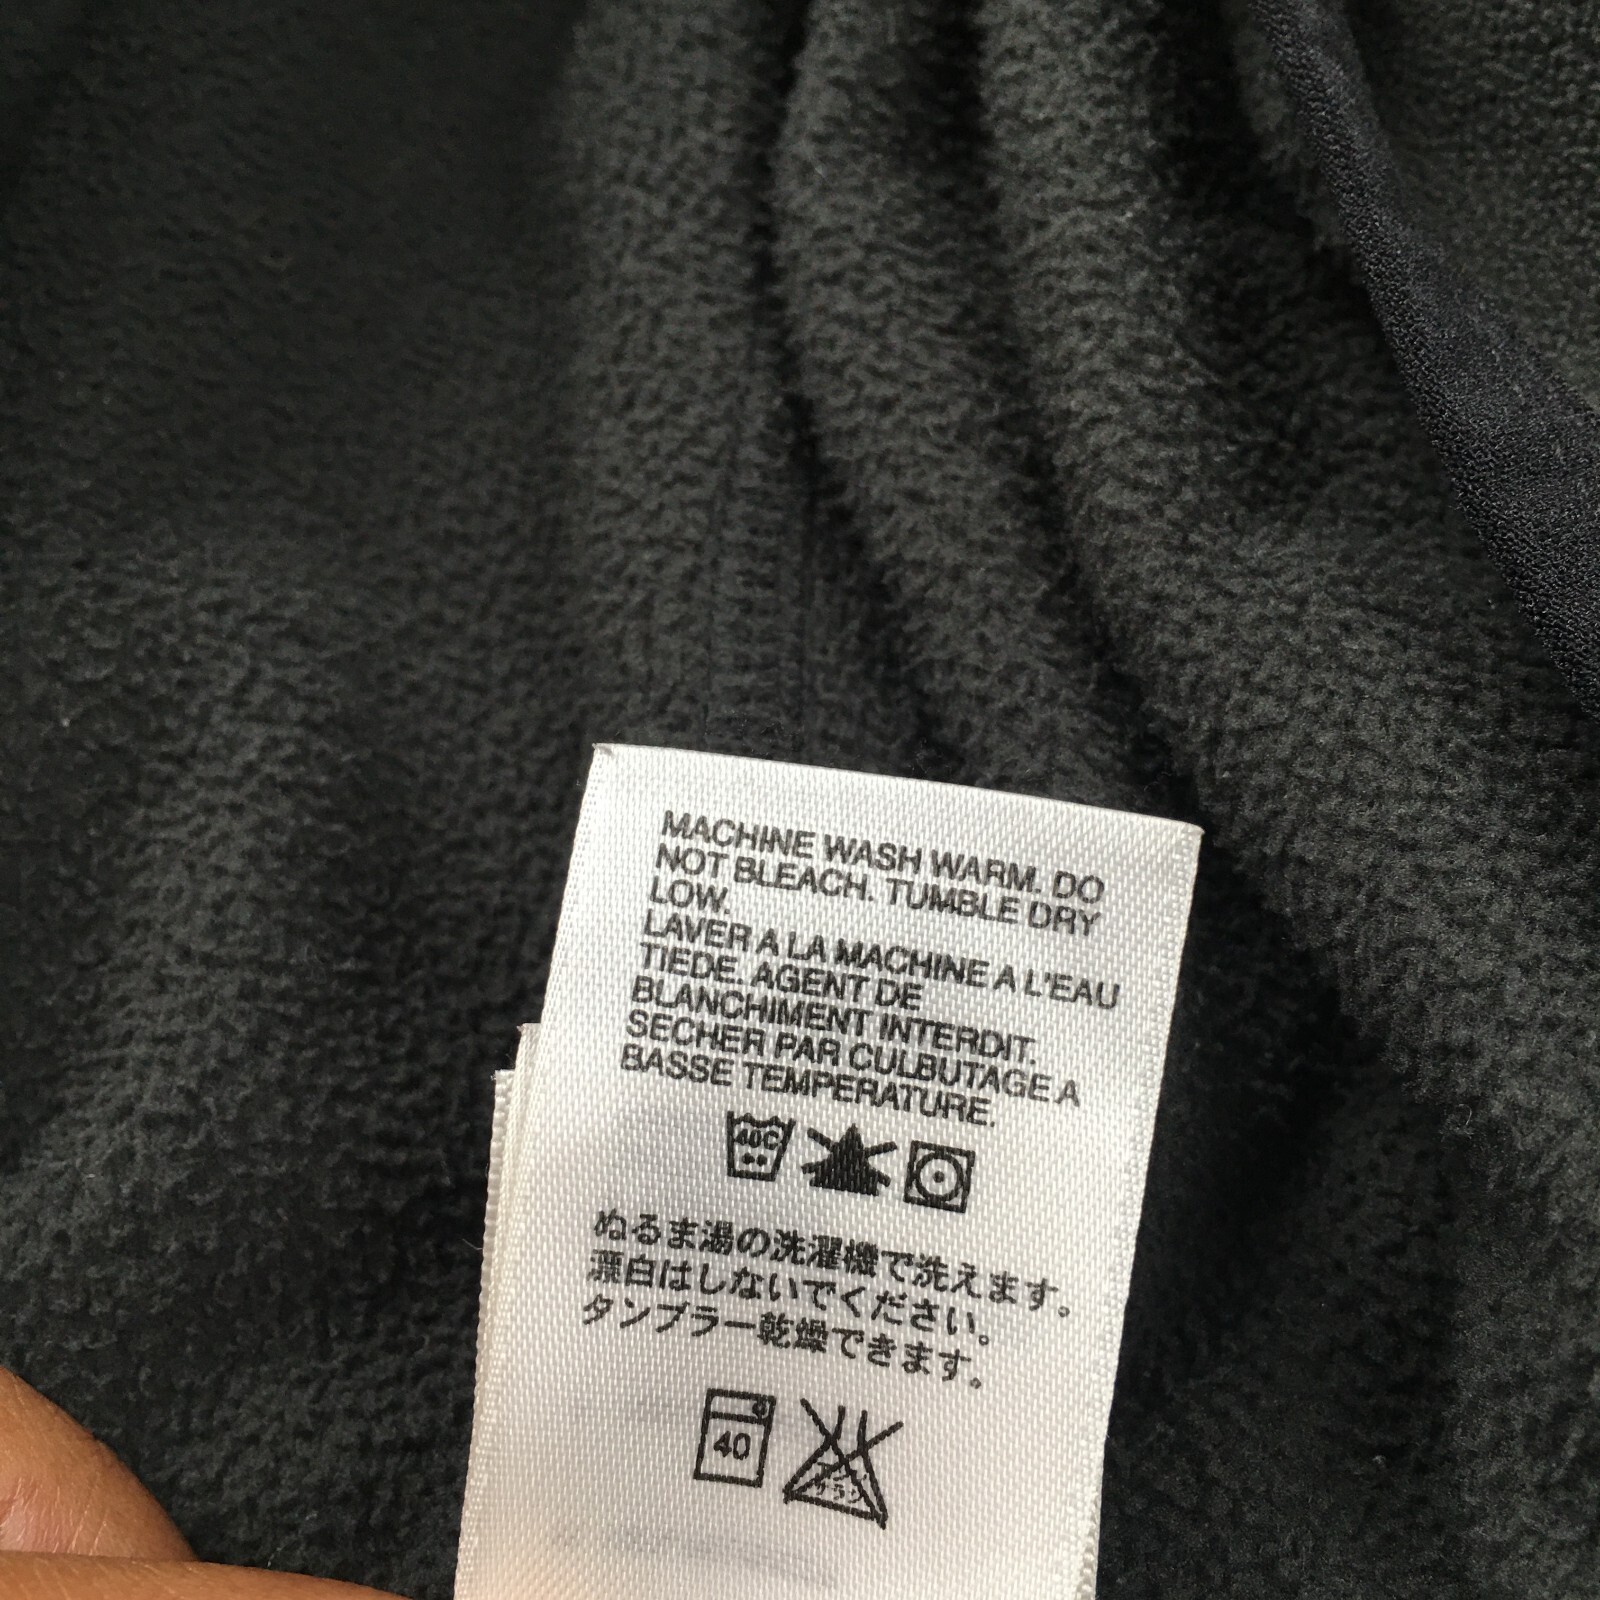 MACHINE WASH WARM. DO
NOT BLEACH. TUMBLE DRY
LOW.
LAVER A LA MACHINE A L'EAU
TIEDE. AGENT DE
BLANCHIMENT INTERDIT.
SECHER PAR CULBUTAGE A
BASSE TEMPERATURE.
40C
ぬるま湯の洗濯機で洗えます。
漂白はしないでください。
タンブラー乾燥できます。
40